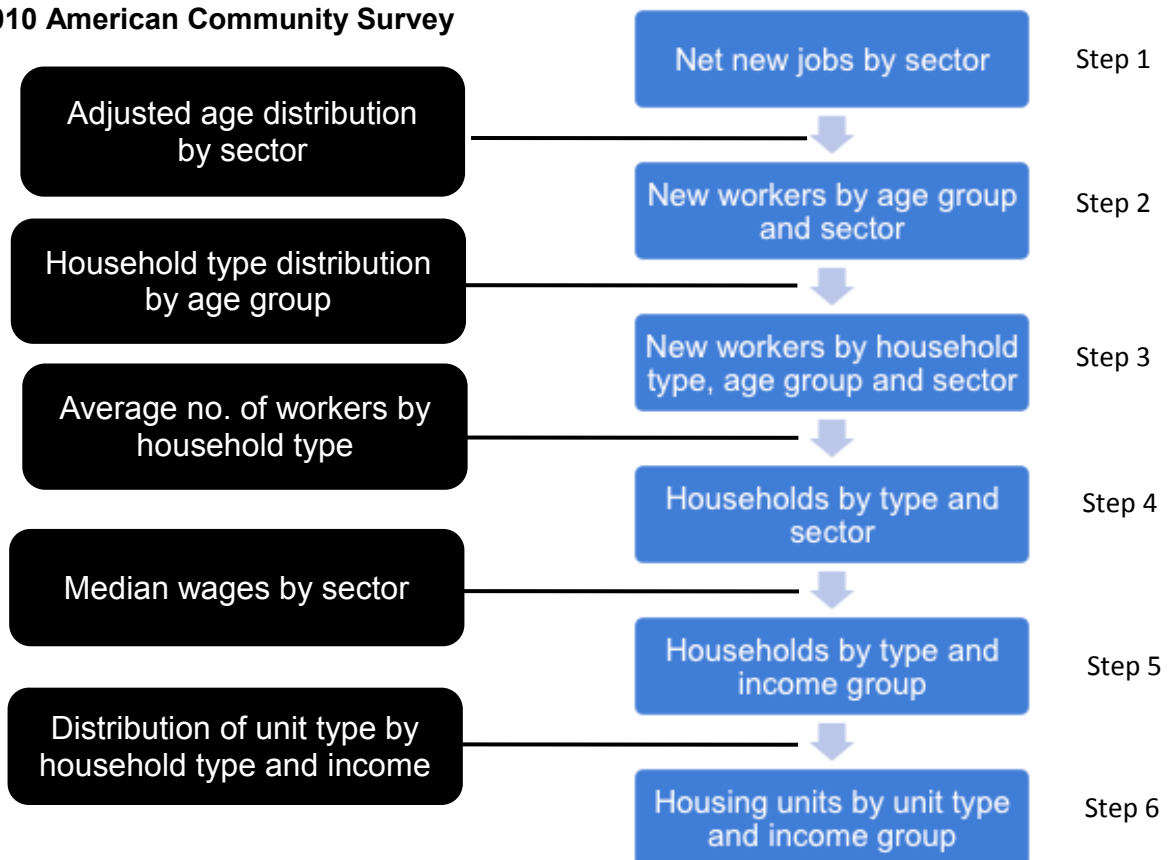 010 American Community Survey
Net new jobs by sector
Step 1
Adjusted age distribution
by sector
New workers by age group
and sector
Step 2
Household type distribution
by age group
New workers by household
type, age group and sector
Step 3
Average no. of workers by
household type
Households by type and
sector
Step 4
Median wages by sector
Households by type and
income group
Step 5
Distribution of unit type by
household type and income
Housing units by unit type
and income group
Step 6